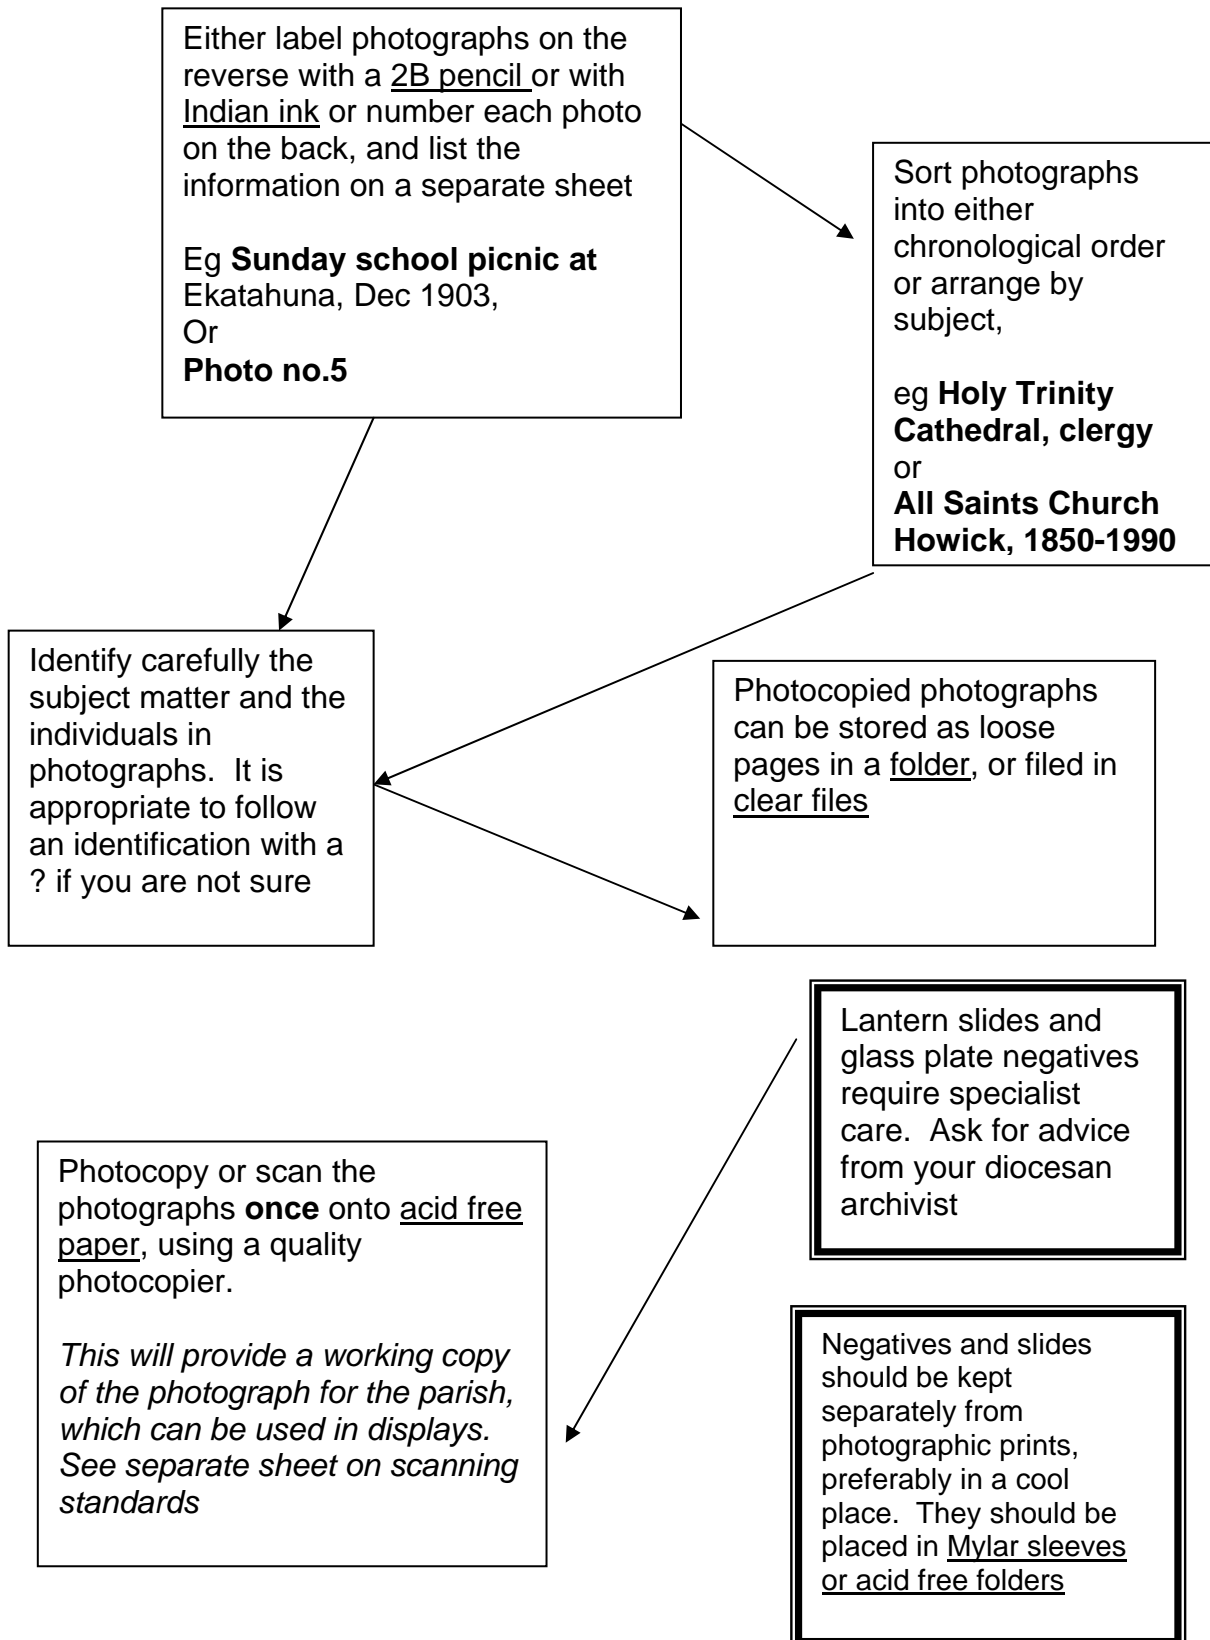 Either label photographs on the
reverse with a 2B pencil or with
Indian ink or number each photo
on the back, and list the
information on a separate sheet
Eg Sunday school picnic at
Ekatahuna, Dec 1903,
Or
Photo no.5
Sort photographs
into either
chronological order
or arrange by
subject,
eg Holy Trinity
Cathedral, clergy
or
All Saints Church
Howick, 1850-1990
Identify carefully the
subject matter and the
individuals in
photographs.  It is
appropriate to follow
an identification with a
? if you are not sure
Photocopied photographs
can be stored as loose
pages in a folder, or filed in
clear files
Lantern slides and
glass plate negatives
require specialist
care.  Ask for advice
from your diocesan
archivist
Photocopy or scan the
photographs once onto acid free
paper, using a quality
photocopier.
This will provide a working copy
of the photograph for the parish,
which can be used in displays.
See separate sheet on scanning
standards
Negatives and slides
should be kept
separately from
photographic prints,
preferably in a cool
place.  They should be
placed in Mylar sleeves
or acid free folders